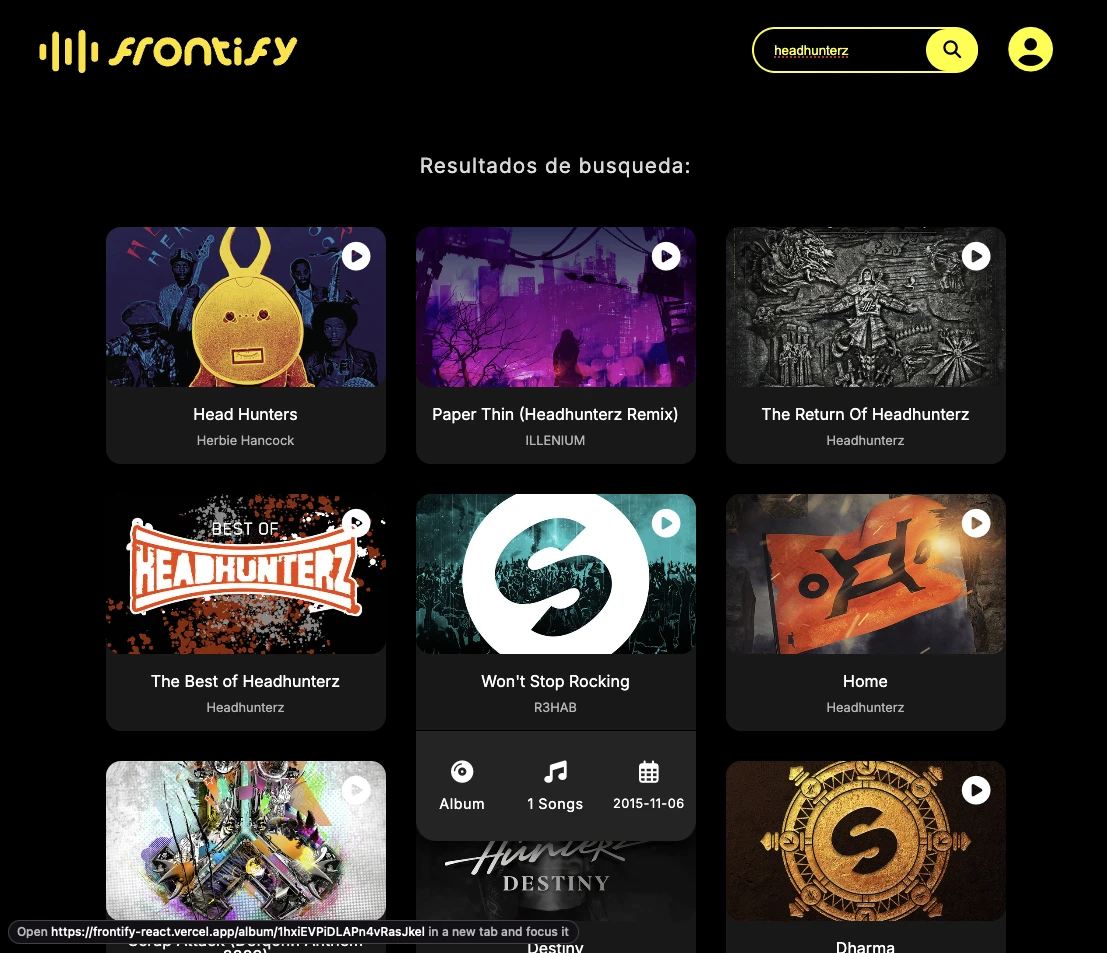 frontify
headhunterz
Resultados de busqueda:
Head Hunters
Herbie Hancock
Paper Thin (Headhunterz Remix)
ILLENIUM
The Return Of Headhunterz
Headhunterz
BEST OF
HEADHUNTERZ
The Best of Headhunterz
Headhunterz
Won't Stop Rocking
R3HAB
Album
1 Songs
2015-11-06
Home
Headhunterz
DESTINY
Destiny
Dharma
Open https://frontify-react.vercel.app/album/1hxiEVPiDLAPn4vRasJkel in a new tab and focus it